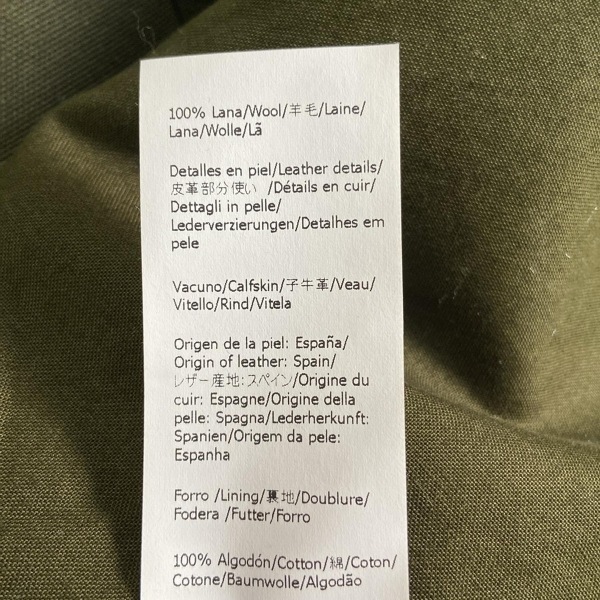 100% Lana/Wool/羊毛/Laine/
Lana/Wolle/Lã
Detalles en piel/Leather details/
皮革部分使い /Détails en cuir/
Dettagli in pelle/
Lederverzierungen/Detalhes em
pele
Vacuno/Calfskin/子牛革/Veau/
Vitello/Rind/Vitela
Origen de la piel: España/
Origin of leather: Spain/
レザー産地:スペイン/Origine du
cuir: Espagne/Origine della
pelle: Spagna/Lederherkunft:
Spanien/Origem da pele:
Espanha
Forro /Lining/裏地/Doublure/
Fodera /Futter/Forro
100% Algodón/Cotton/綿/Coton/
Cotone/Baumwolle/Algodão